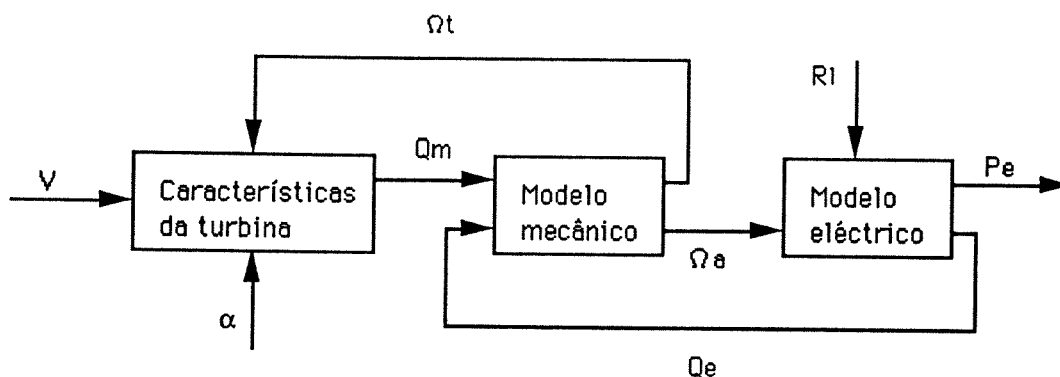 Ωt
Rl
Qm
Pe
V
Características
da turbina
Modelo
mecânico
Modelo
eléctrico
Ωa
α
Qe